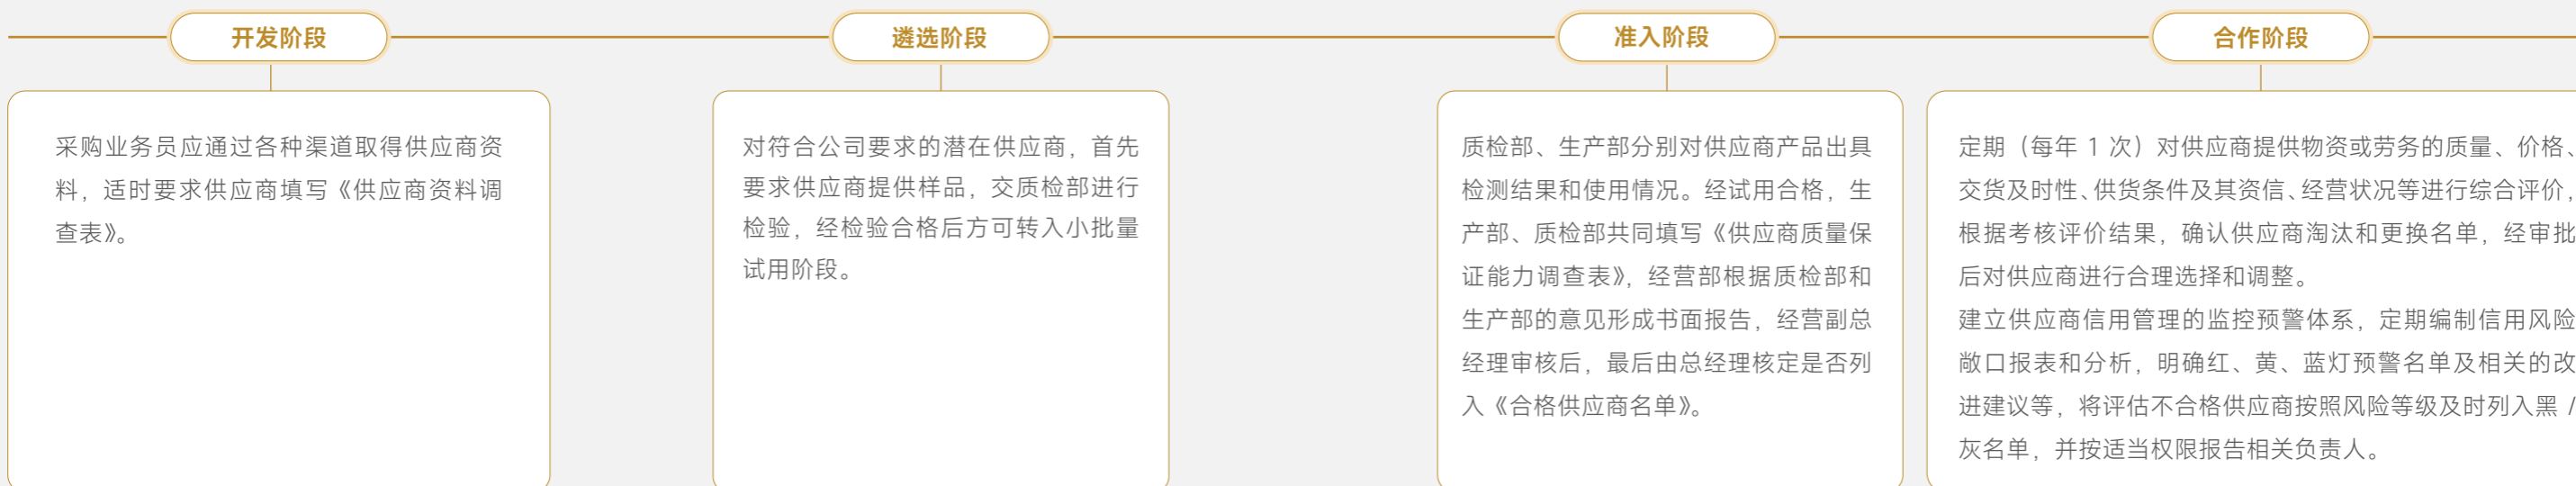 开发阶段
采购业务员应通过各种渠道取得供应商资
料，适时要求供应商填写《供应商资料调
查表》。
遴选阶段
对符合公司要求的潜在供应商，首先
要求供应商提供样品，交质检部进行
检验，经检验合格后方可转入小批量
试用阶段。
准入阶段
质检部、生产部分别对供应商产品出具
检测结果和使用情况。经试用合格，生
产部、质检部共同填写《供应商质量保
证能力调查表》，经营部根据质检部和
生产部的意见形成书面报告，经营副总
经理审核后，最后由总经理核定是否列
入《合格供应商名单》。
合作阶段
定期（每年 1 次）对供应商提供物资或劳务的质量、价格、
交货及时性、供货条件及其资信、经营状况等进行综合评价，
根据考核评价结果，确认供应商淘汰和更换名单，经审批
后对供应商进行合理选择和调整。
建立供应商信用管理的监控预警体系，定期编制信用风险
敞口报表和分析，明确红、黄、蓝灯预警名单及相关的改
进建议等，将评估不合格供应商按照风险等级及时列入黑 /
灰名单，并按适当权限报告相关负责人。